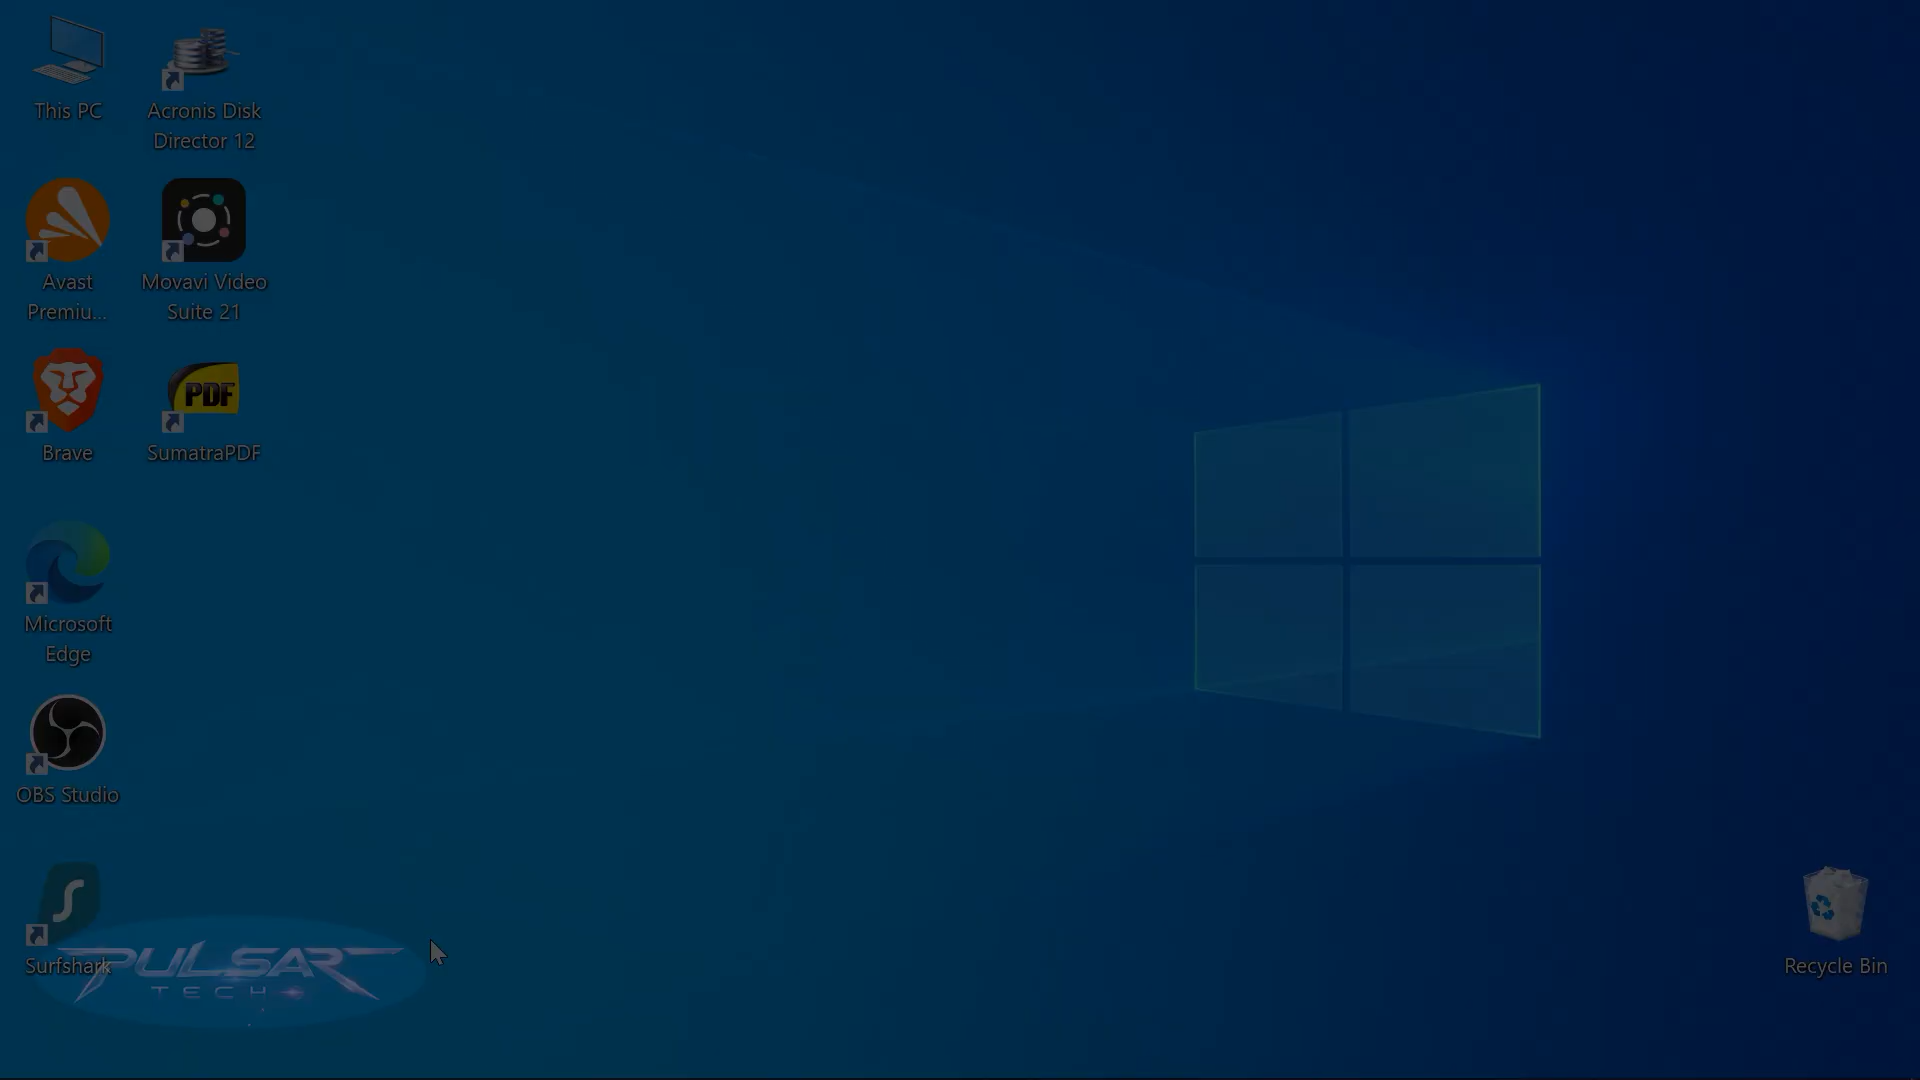 This PC
Acronis Disk
Director 12
Avast
Premiu...
Movavi Video
Suite 21
Brave
PDF
SumatraPDF
Microsoft
Edge
OBS Studio
S
Surfshark
PULSAR
TECH
Recycle Bin